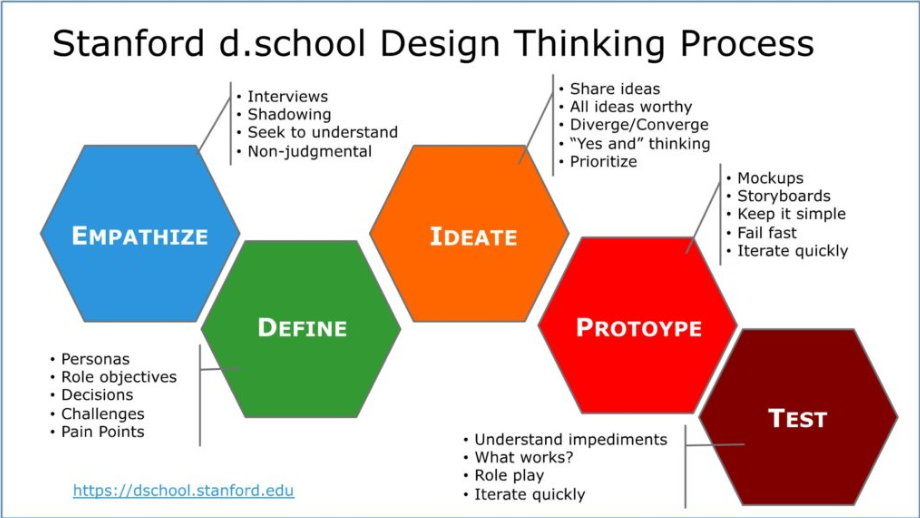 Stanford d.school Design Thinking Process
EMPATHIZE
• Interviews
• Shadowing
• Seek to understand
• Non-judgmental
DEFINE
• Personas
• Role objectives
• Decisions
• Challenges
• Pain Points
IDEATE
• Share ideas
• All ideas worthy
• Diverge/Converge
• “Yes and” thinking
• Prioritize
PROTOYPE
• Mockups
• Storyboards
• Keep it simple
• Fail fast
• Iterate quickly
TEST
• Understand impediments
• What works?
• Role play
• Iterate quickly
https://dschool.stanford.edu